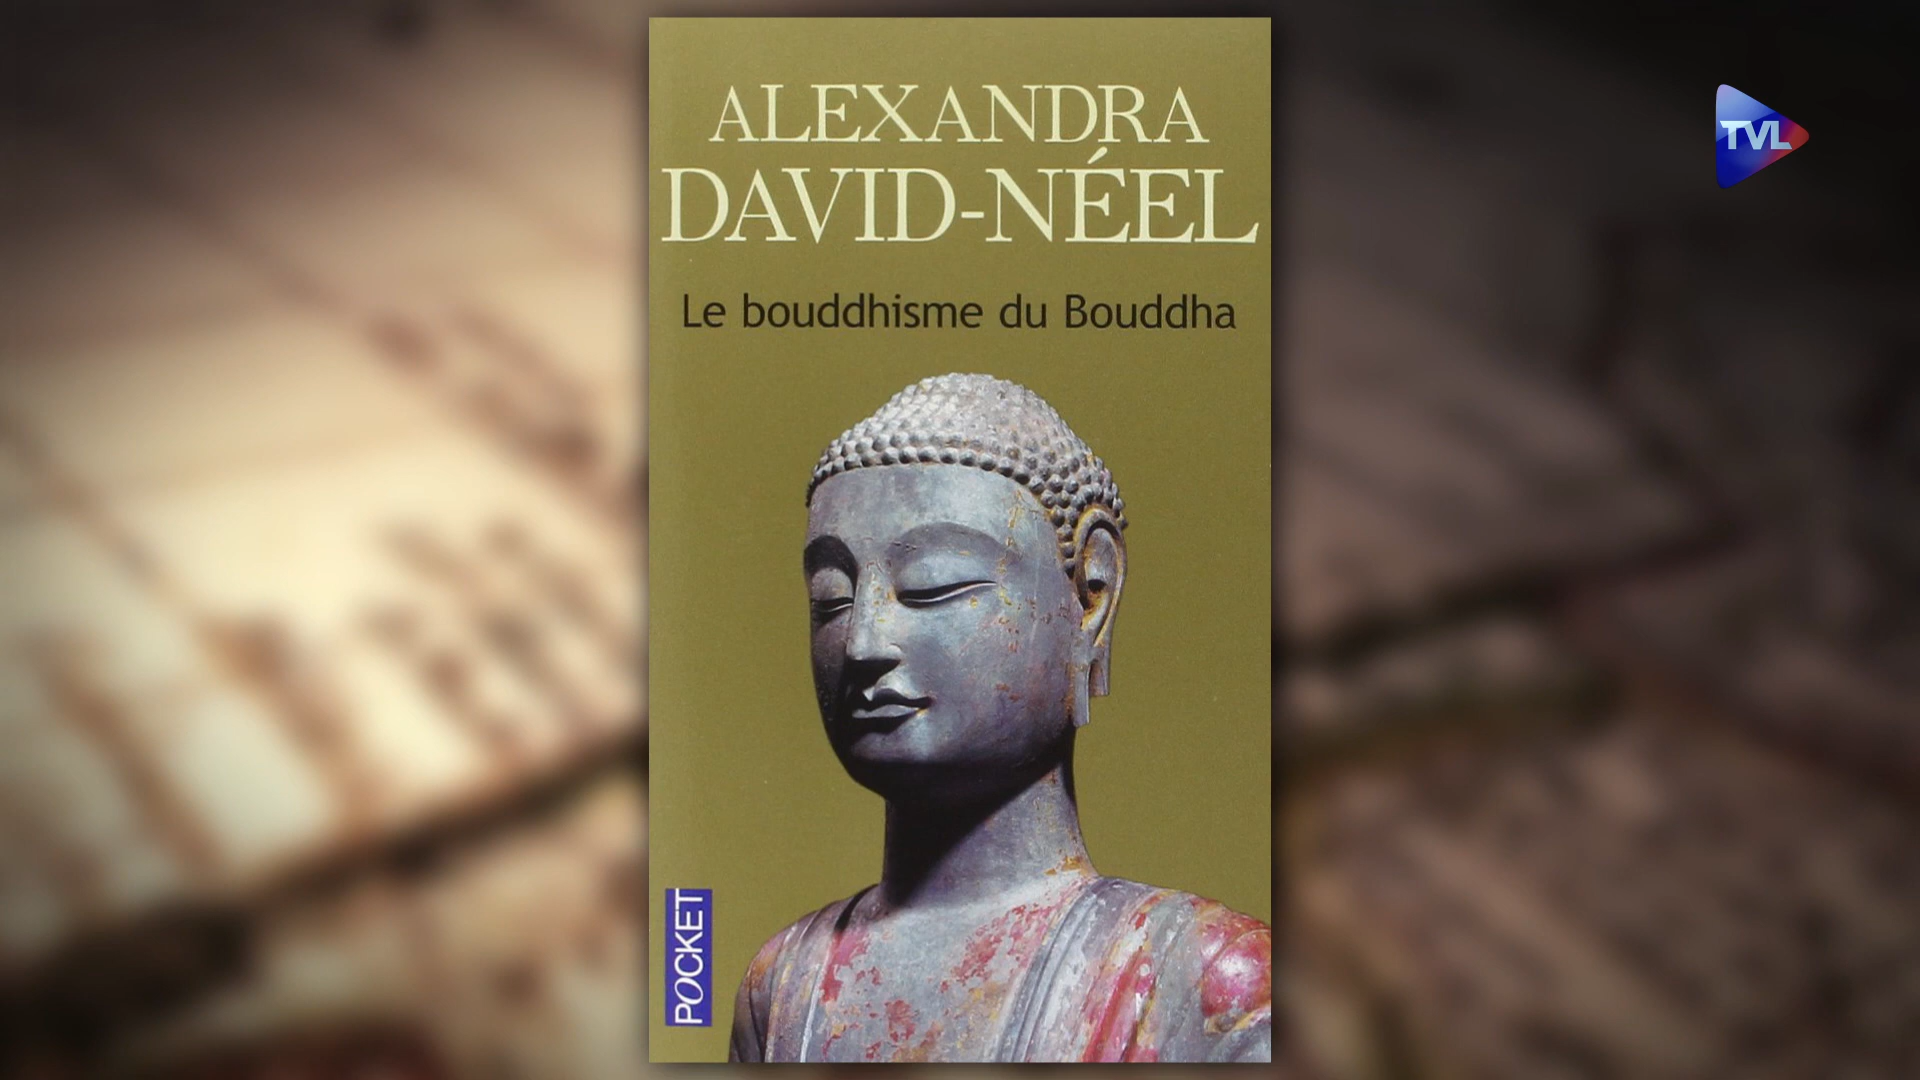 ALEXANDRA
DAVID-NÉEL
Le bouddhisme du Bouddha
POCKET
TVL